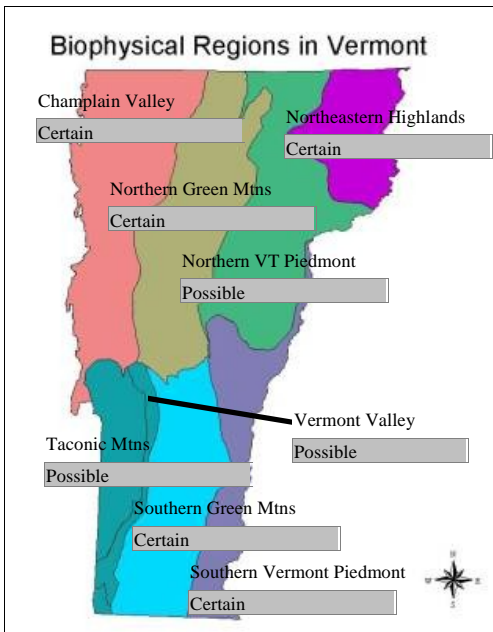 Biophysical Regions in Vermont
Champlain Valley
Certain
Northeastern Highlands
Certain
Northern Green Mtns
Certain
Northern VT Piedmont
Possible
Vermont Valley
Possible
Taconic Mtns
Possible
Southern Green Mtns
Certain
Southern Vermont Piedmont
Certain
N
W
E
S